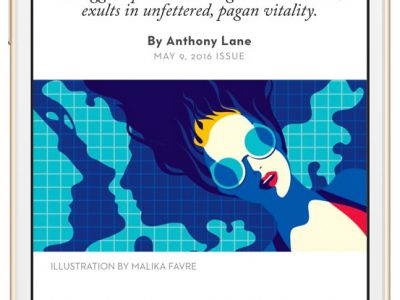 exults in unfettered, pagan vitality.
By Anthony Lane
MAY 9, 2016 ISSUE
ILLUSTRATION BY MALIKA FAVRE